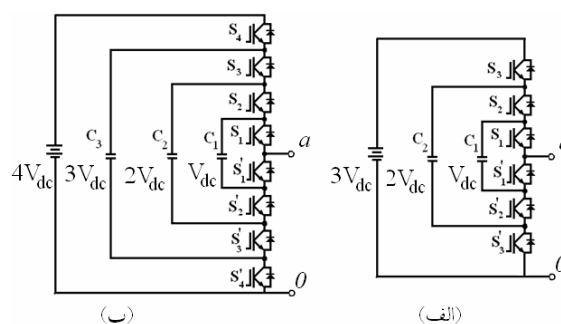 S4
S3
S2
S1
S'1
S'2
S'3
S'4
C3
C2
C1
4Vdc
3Vdc
2Vdc
Vdc
a
0
(ب)
S3
S2
S1
S'1
S'2
S'3
C2
C1
3Vdc
2Vdc
Vdc
a
0
(الف)